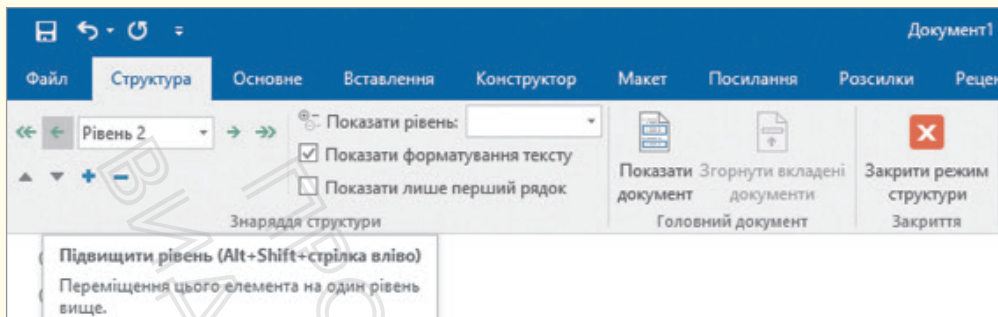 Документ1
Файл Структура Основне Вставлення Конструктор Макет Посилання Розсилки Рецен
Рівень 2
Показати рівень:
Показати форматування тексту
Показати лише перший рядок
Знаряддя структури
Показати документ
Згорнути вкладені документи
Головний документ
Закрити режим структури
Закриття
Підвищити рівень (Alt+Shift+стрілка вліво)
Переміщення цього елемента на один рівень
вище.